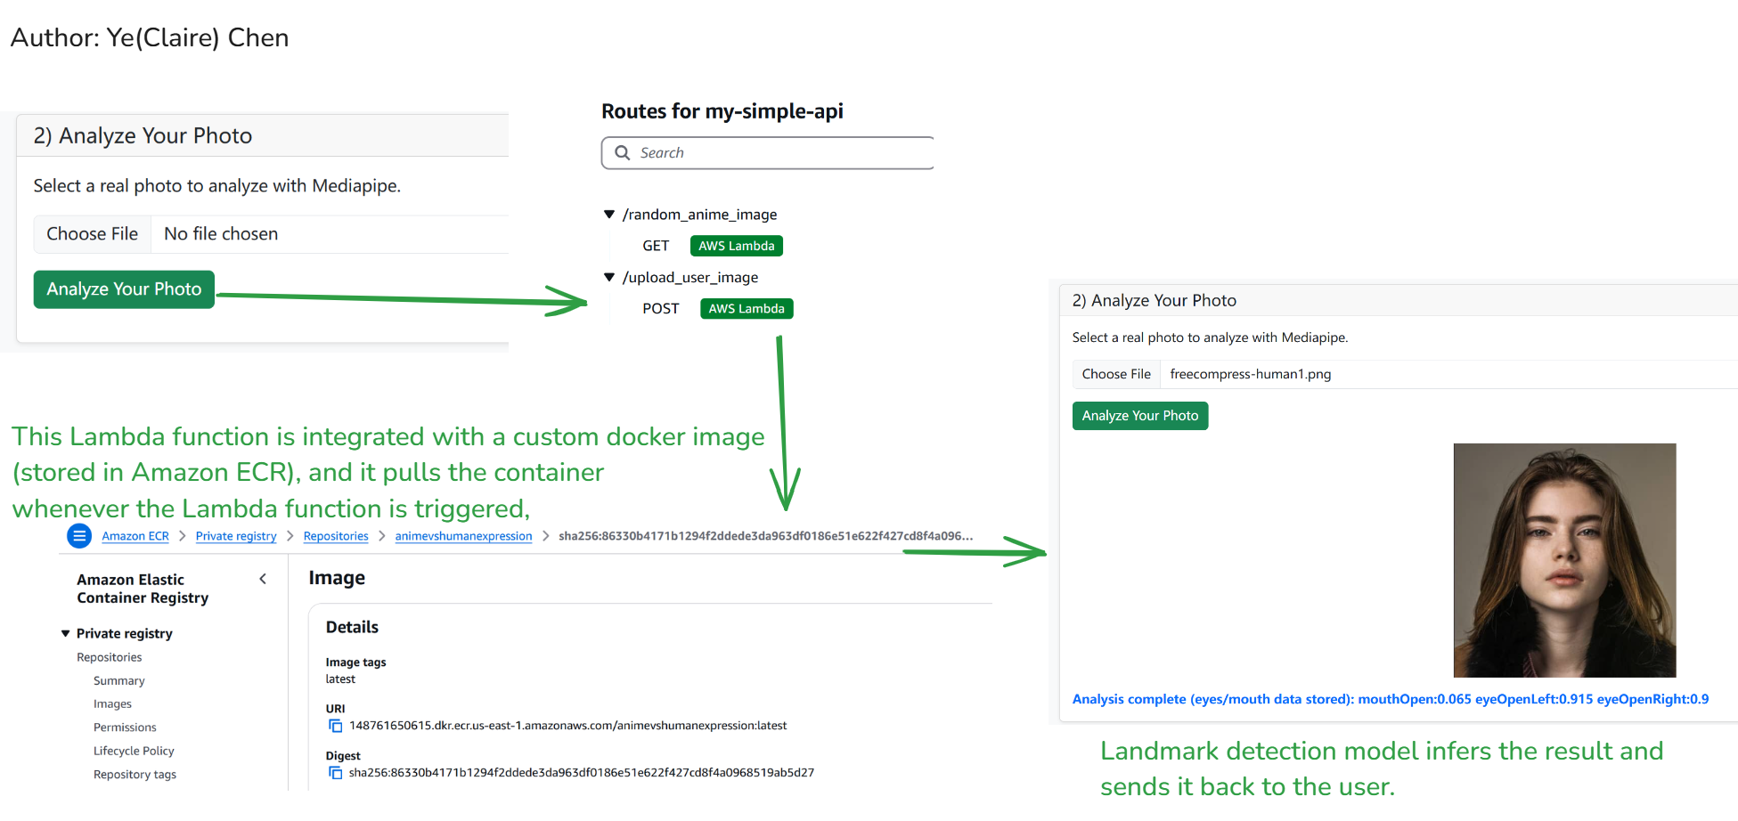 Author: Ye(Claire) Chen
2) Analyze Your Photo
Select a real photo to analyze with Mediapipe.
Choose File No file chosen
Analyze Your Photo
Routes for my-simple-api
Search
/random_anime_image
GET AWS Lambda
/upload_user_image
POST AWS Lambda
This Lambda function is integrated with a custom docker image
(stored in Amazon ECR), and it pulls the container
whenever the Lambda function is triggered,
Amazon ECR > Private registry > Repositories > animevshumanexpression > sha256:86330b4171b1294f2ddede3da963df0186e51e622f427cd8f4a096...
Amazon Elastic
Container Registry
Private registry
Repositories
Summary
Images
Permissions
Lifecycle Policy
Repository tags
Image
Details
Image tags
latest
URI
148761650615.dkr.ecr.us-east-1.amazonaws.com/animevshumanexpression:latest
Digest
sha256:86330b4171b1294f2ddede3da963df0186e51e622f427cd8f4a0968519ab5d27
2) Analyze Your Photo
Select a real photo to analyze with Mediapipe.
Choose File freecompress-human1.png
Analyze Your Photo
Analysis complete (eyes/mouth data stored): mouthOpen:0.065 eyeOpenLeft:0.915 eyeOpenRight:0.9
Landmark detection model infers the result and
sends it back to the user.